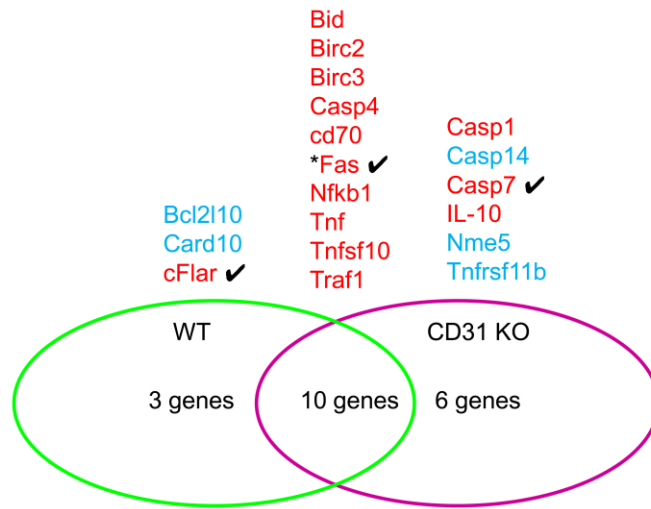 Bid
Birc2
Birc3
Casp4
cd70
*Fas ✔
Nfkb1
Tnf
Tnfsf10
Traf1
Casp1
Casp14
Casp7 ✔
IL-10
Nme5
Tnfrsf11b
Bcl2l10
Card10
cFlar ✔
WT
CD31 KO
3 genes
10 genes
6 genes